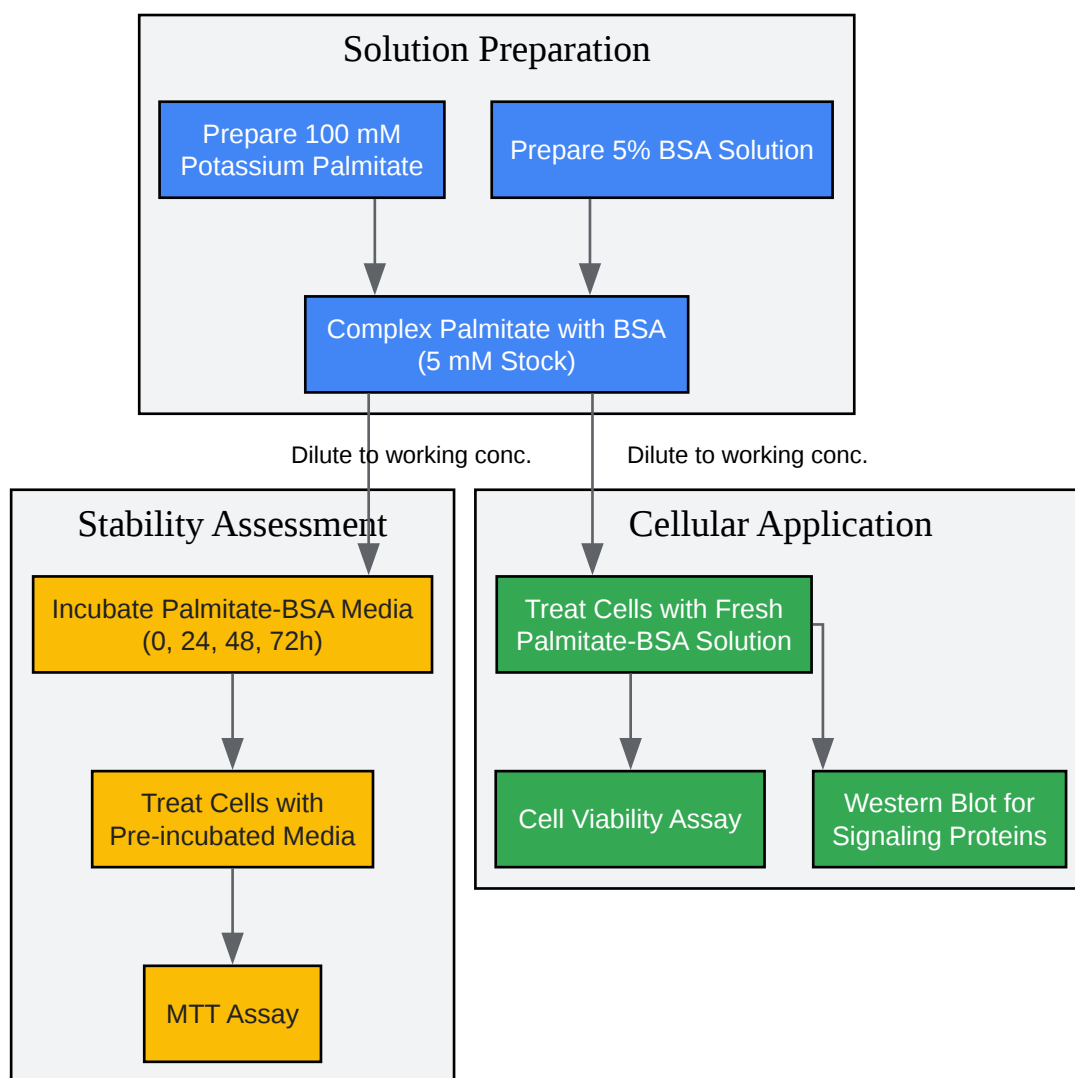 Solution Preparation
Prepare 100 mM
Potassium Palmitate
Prepare 5% BSA Solution
Complex Palmitate with BSA
(5 mM Stock)
Dilute to working conc.
Dilute to working conc.
Stability Assessment
Incubate Palmitate-BSA Media
(0, 24, 48, 72h)
Treat Cells with
Pre-incubated Media
MTT Assay
Cellular Application
Treat Cells with Fresh
Palmitate-BSA Solution
Cell Viability Assay
Western Blot for
Signaling Proteins